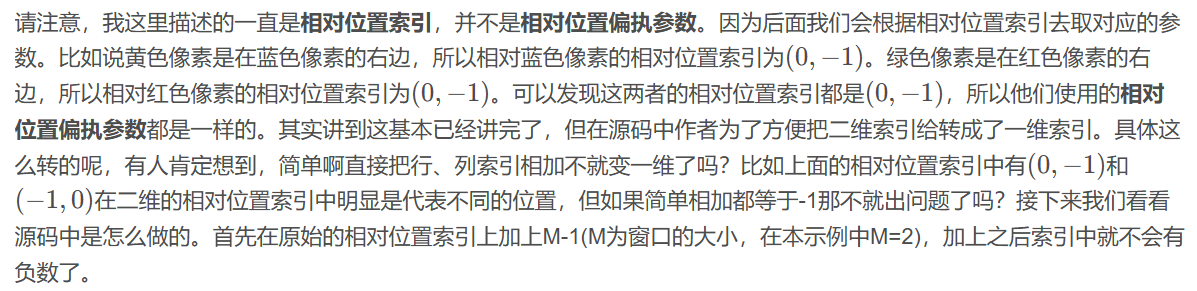 请注意，我这里描述的一直是相对位置索引，并不是相对位置偏执参数。因为后面我们会根据相对位置索引去取对应的参
数。比如说黄色像素是在蓝色像素的右边，所以相对蓝色像素的相对位置索引为(0, −1)。绿色像素是在红色像素的右
边，所以相对红色像素的相对位置索引为(0, −1)。可以发现这两者的相对位置索引都是(0, −1)，所以他们使用的相对
位置偏执参数都是一样的。其实讲到这基本已经讲完了，但在源码中作者为了方便把二维索引给转成了一维索引。具体这
么转的呢，有人肯定想到，简单啊直接把行、列索引相加不就变一维了吗？比如上面的相对位置索引中有(0, −1)和
(−1, 0)在二维的相对位置索引中明显是代表不同的位置，但如果简单相加都等于-1那不就出问题了吗？接下来我们看看
源码中是怎么做的。首先在原始的相对位置索引上加上M-1(M为窗口的大小，在本示例中M=2)，加上之后索引中就不会有
负数了。